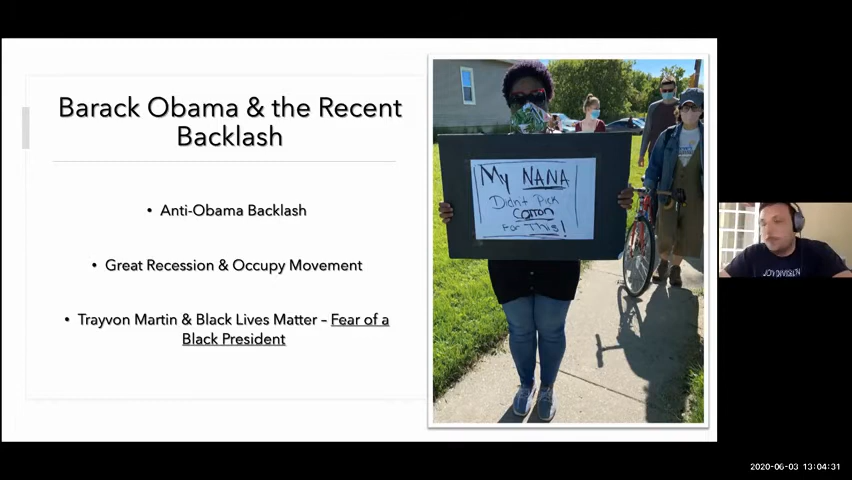 Barack Obama & the Recent
Backlash
• Anti-Obama Backlash
• Great Recession & Occupy Movement
• Trayvon Martin & Black Lives Matter – Fear of a
Black President
My NANA
Didn't Pick
COTTON
FOR This!
2020-06-03 13:04:31